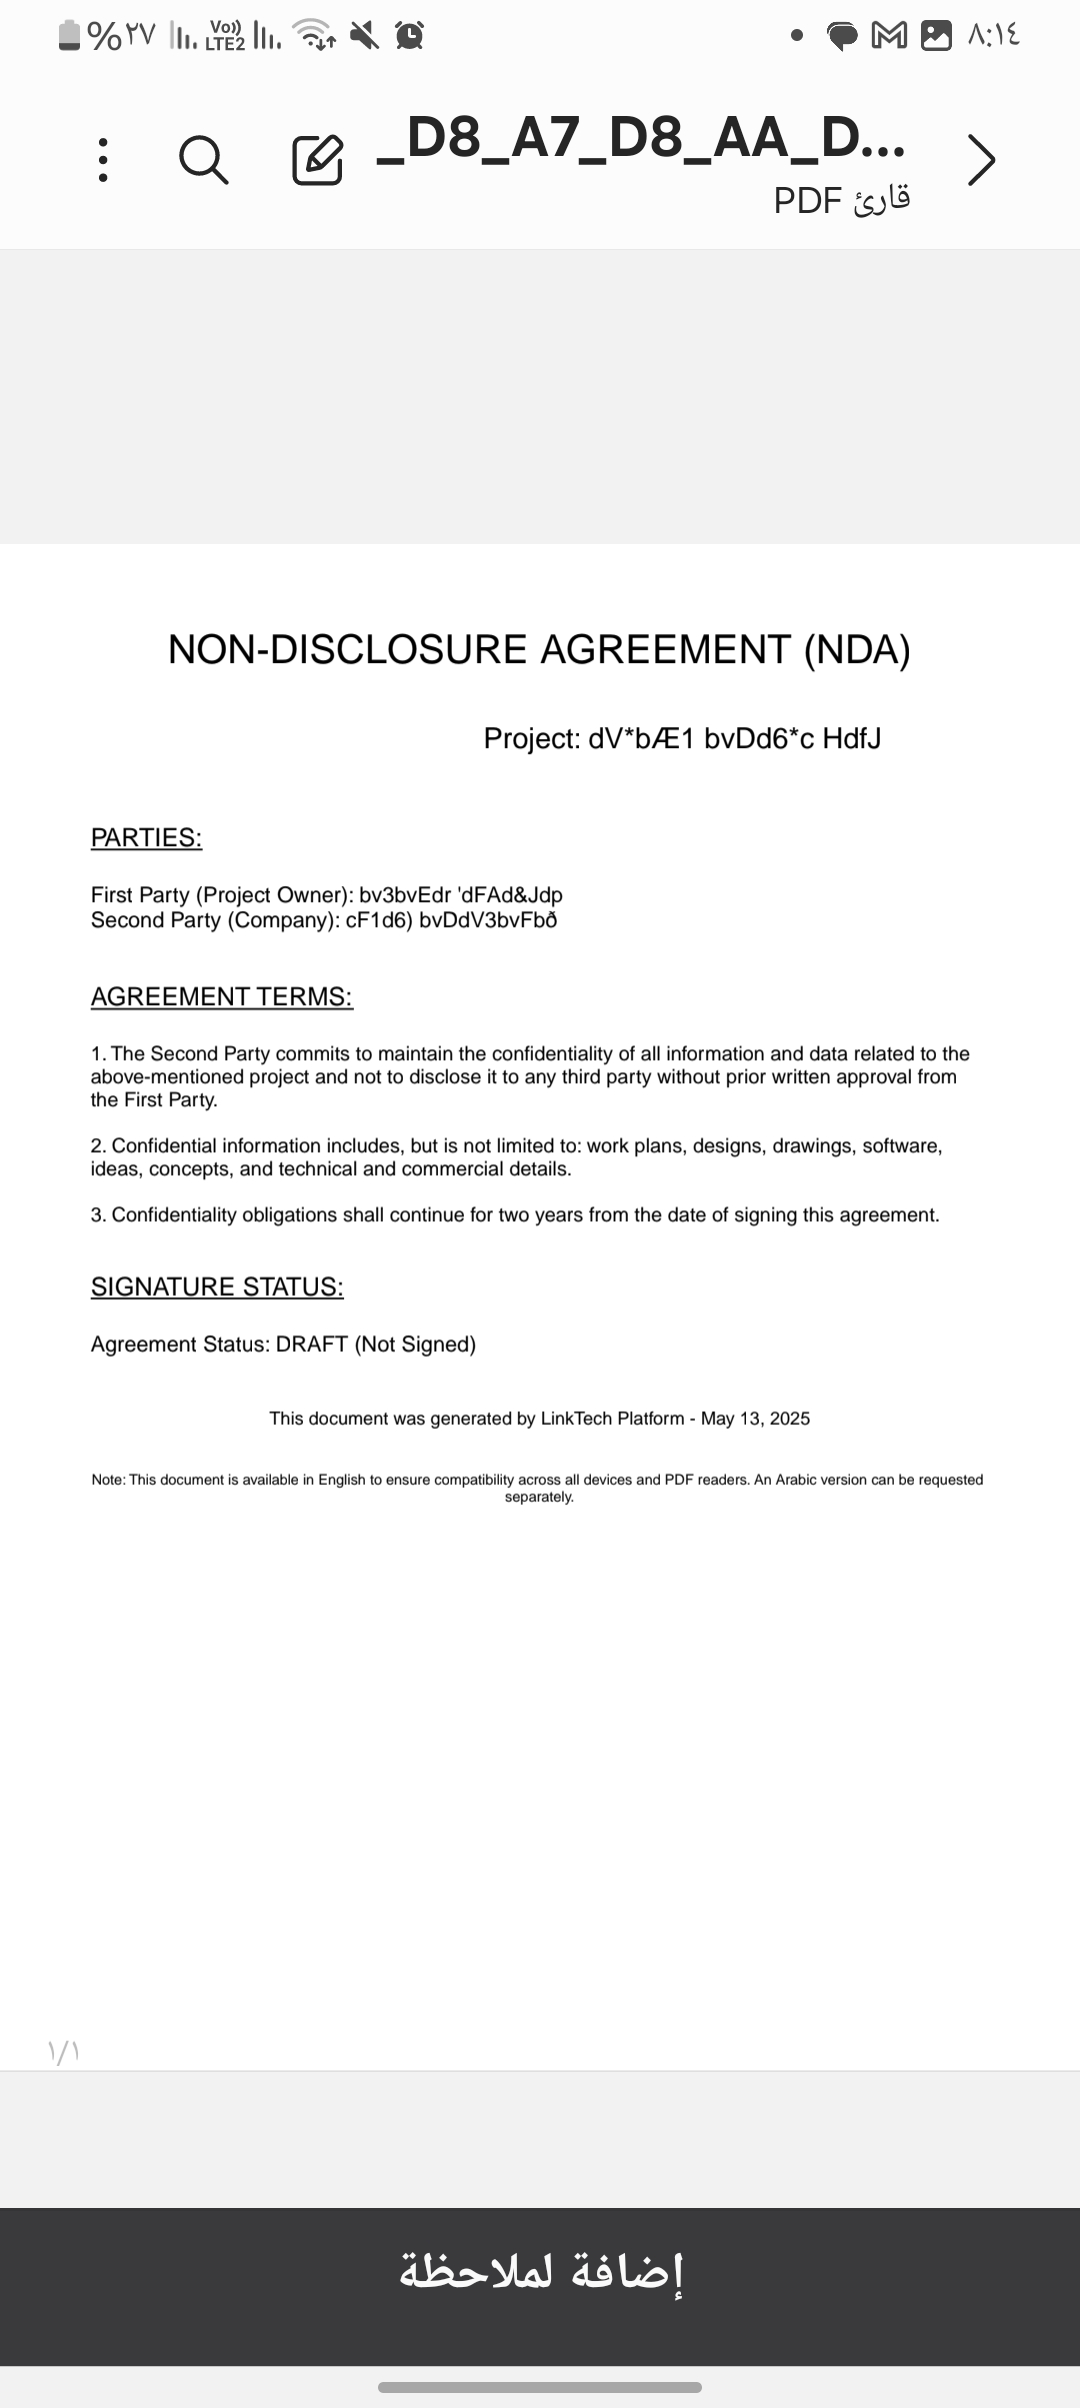 %٢٧ Vo)) LTE2 ٨:١٤
_D8_A7_D8_AA_D...
قارئ PDF
NON-DISCLOSURE AGREEMENT (NDA)
Project: dV*bÆ1 bvDd6*c HdfJ
PARTIES:
First Party (Project Owner): bv3bvEdr 'dFAd&Jdp
Second Party (Company): cF1d6) bvDdV3bvFbð
AGREEMENT TERMS:
1. The Second Party commits to maintain the confidentiality of all information and data related to the
above-mentioned project and not to disclose it to any third party without prior written approval from
the First Party.
2. Confidential information includes, but is not limited to: work plans, designs, drawings, software,
ideas, concepts, and technical and commercial details.
3. Confidentiality obligations shall continue for two years from the date of signing this agreement.
SIGNATURE STATUS:
Agreement Status: DRAFT (Not Signed)
This document was generated by LinkTech Platform - May 13, 2025
Note: This document is available in English to ensure compatibility across all devices and PDF readers. An Arabic version can be requested
separately.
١/١
إضافة لملاحظة